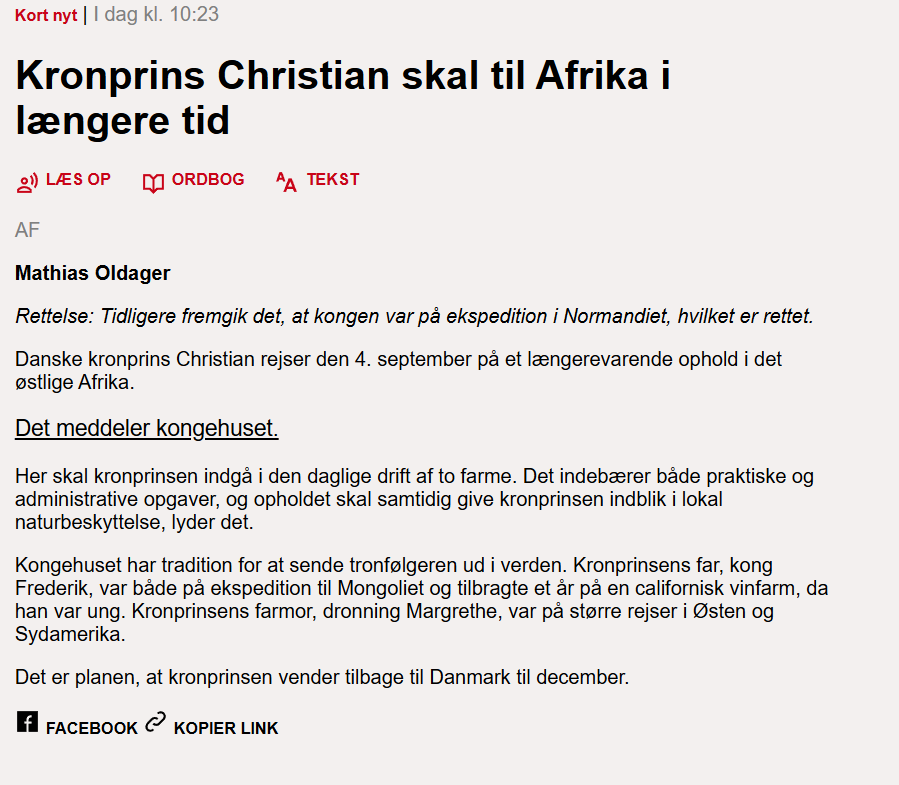 Kort nyt | I dag kl. 10:23
Kronprins Christian skal til Afrika i
længere tid
LÆS OP ORDBOG TEKST
AF
Mathias Oldager
Rettelse: Tidligere fremgik det, at kongen var på ekspedition i Normandiet, hvilket er rettet.
Danske kronprins Christian rejser den 4. september på et længerevarende ophold i det
østlige Afrika.
Det meddeler kongehuset.
Her skal kronprinsen indgå i den daglige drift af to farme. Det indebærer både praktiske og
administrative opgaver, og opholdet skal samtidig give kronprinsen indblik i lokal
naturbeskyttelse, lyder det.
Kongehuset har tradition for at sende tronfølgeren ud i verden. Kronprinsens far, kong
Frederik, var både på ekspedition til Mongoliet og tilbragte et år på en californisk vinfarm, da
han var ung. Kronprinsens farmor, dronning Margrethe, var på større rejser i Østen og
Sydamerika.
Det er planen, at kronprinsen vender tilbage til Danmark til december.
FACEBOOK KOPIER LINK